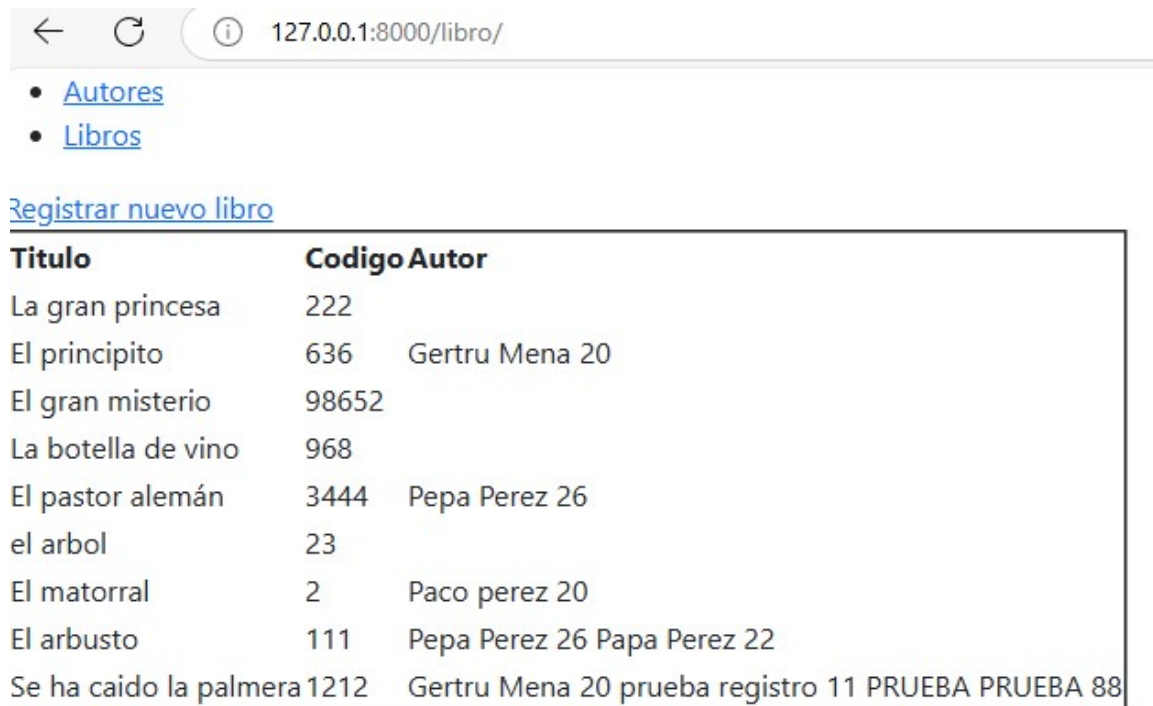 127.0.0.1:8000/libro/
Autores
Libros
Registrar nuevo libro
Titulo Codigo Autor
La gran princesa 222
El principito 636 Gertru Mena 20
El gran misterio 98652
La botella de vino 968
El pastor alemán 3444 Pepa Perez 26
el arbol 23
El matorral 2 Paco perez 20
El arbusto 111 Pepa Perez 26 Papa Perez 22
Se ha caido la palmera 1212 Gertru Mena 20 prueba registro 11 PRUEBA PRUEBA 88